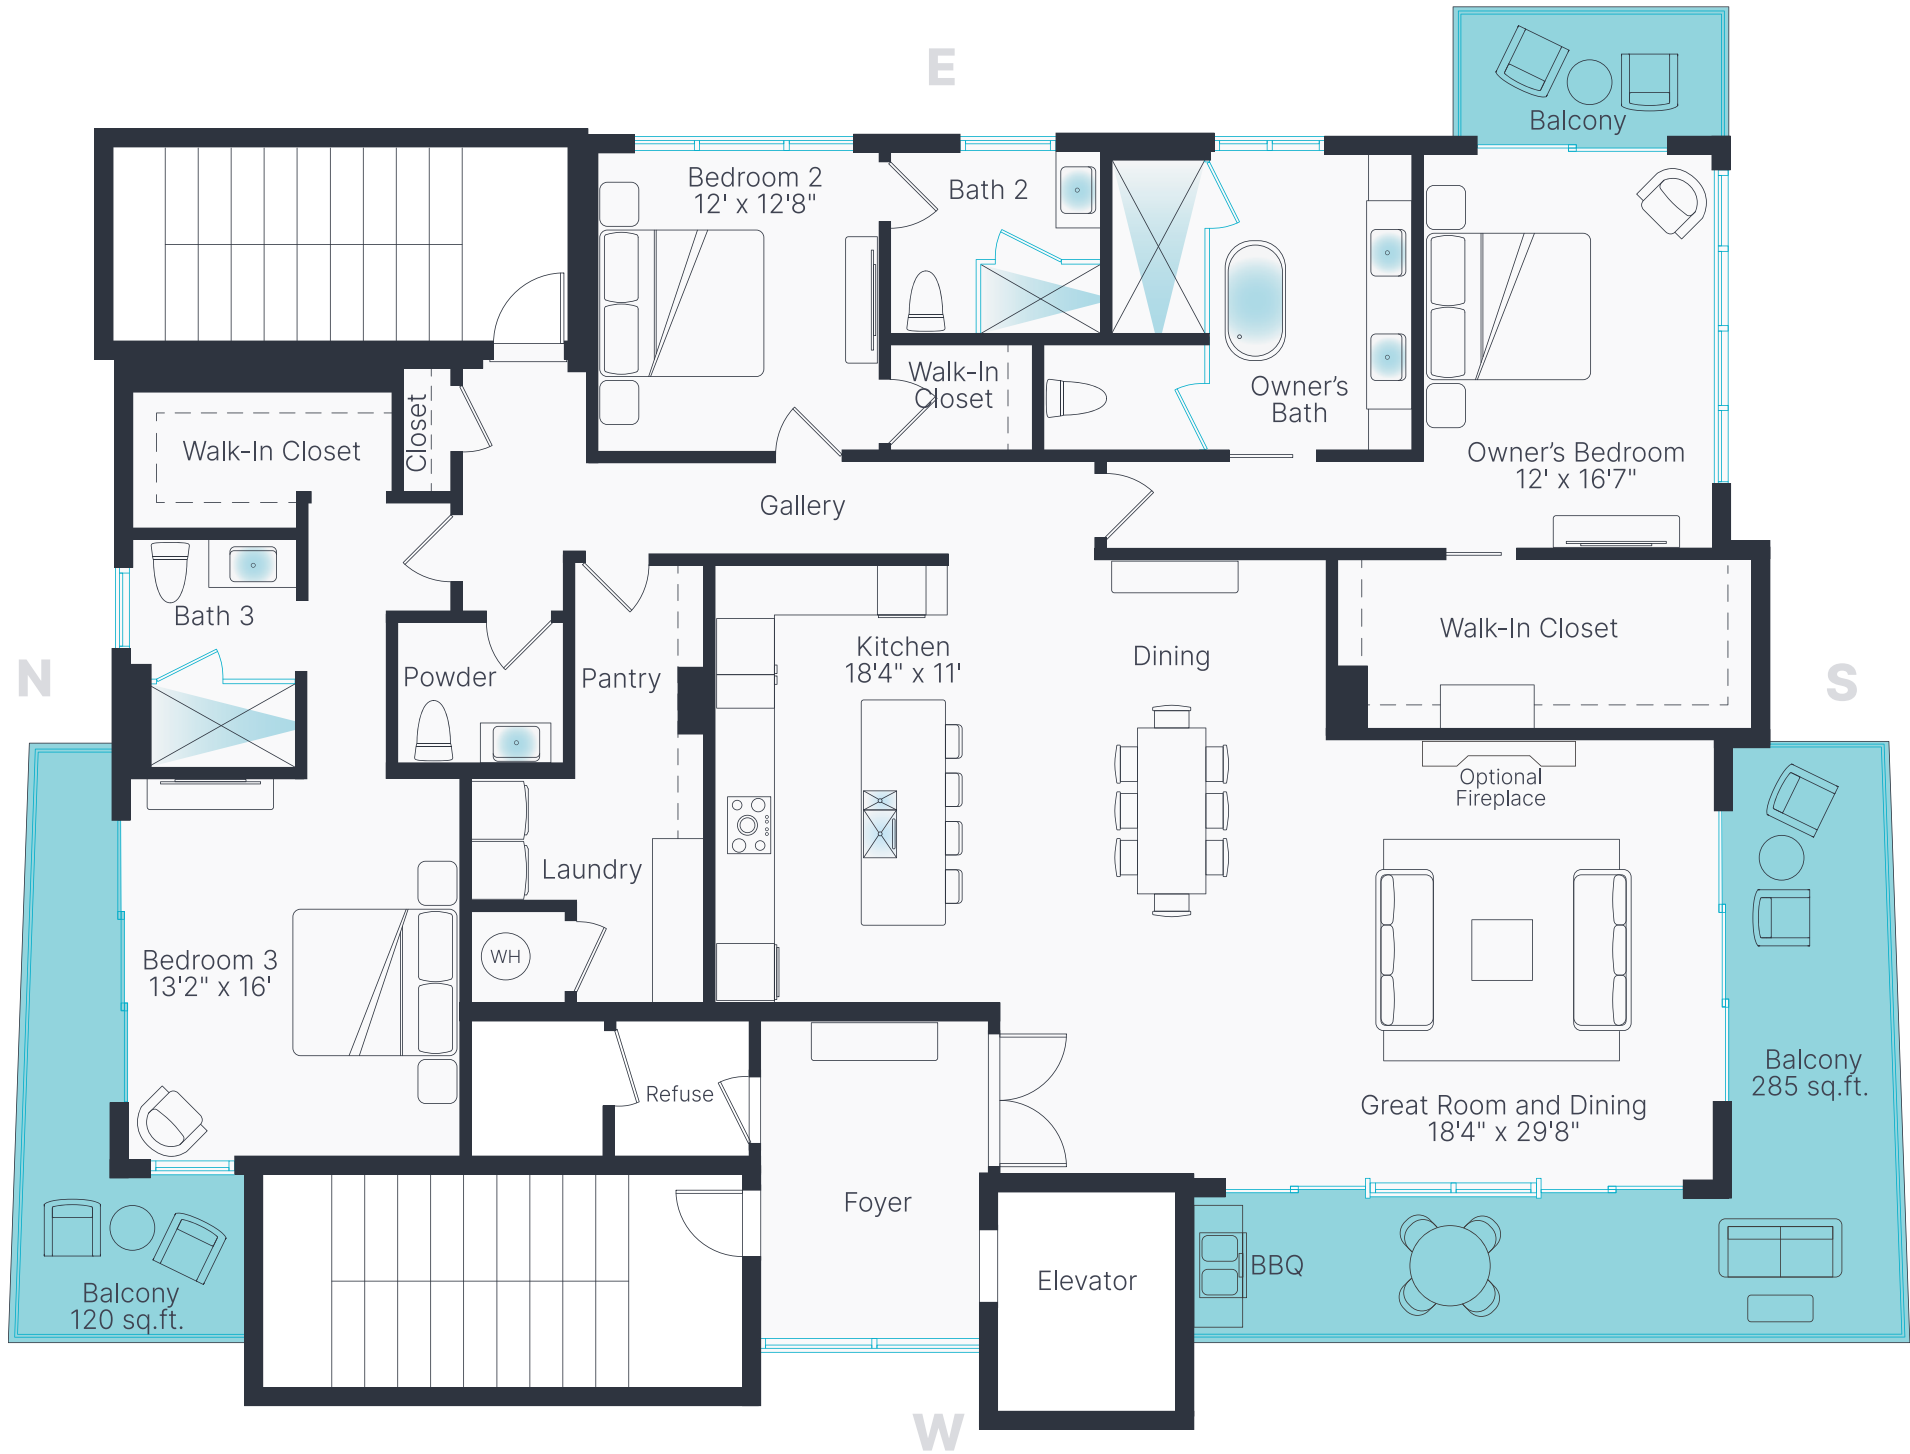 E
Balcony
Bedroom 2
12' x 12'8"
Bath 2
Walk-In
Closet
Owner's
Bath
Owner's Bedroom
12' x 16'7"
Walk-In Closet
Closet
Gallery
Bath 3
N
Powder
Pantry
Kitchen
18'4" x 11'
Dining
Walk-In Closet
S
Optional
Fireplace
Laundry
WH
Bedroom 3
13'2" x 16'
Refuse
Great Room and Dining
18'4" x 29'8"
Balcony
285 sq.ft.
Foyer
Elevator
BBQ
Balcony
120 sq.ft.
W